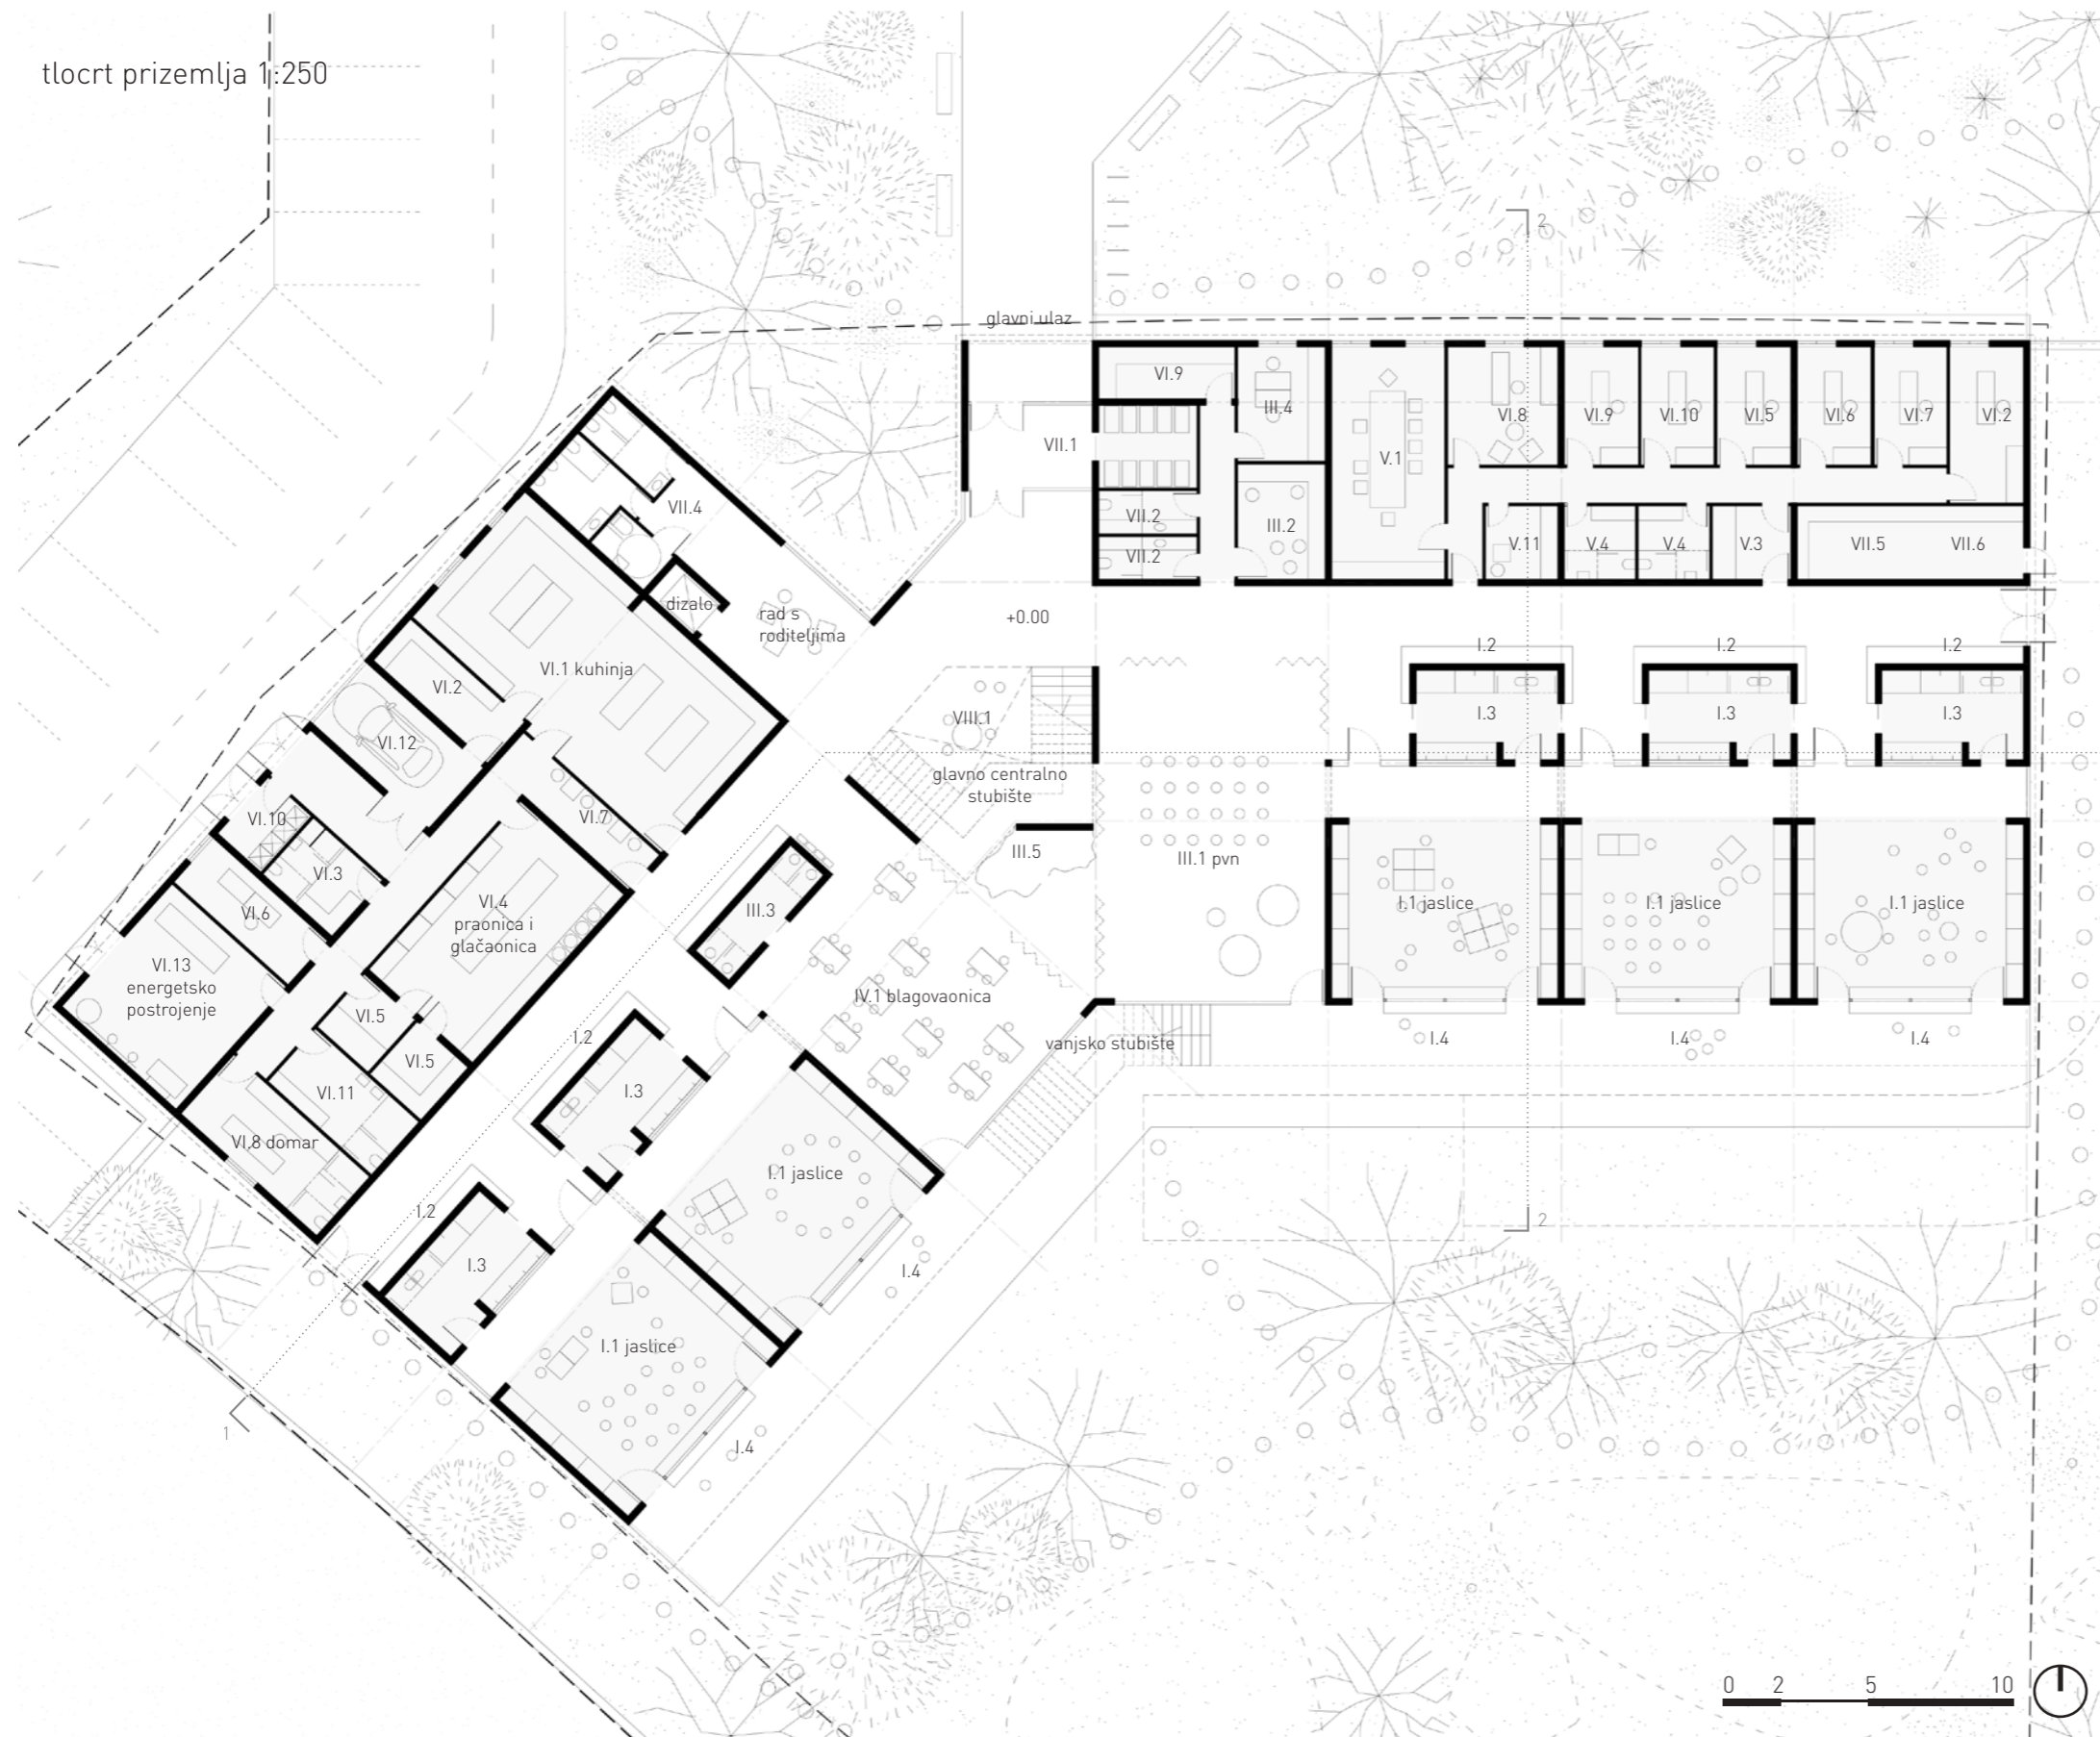 tlocrt prizemlja 1:250
2
glavni ulaz
VI.9
III.4
VII.1
V.1
VI.8
VI.9
VI.10
VI.5
VI.6
VI.7
VI.2
VII.4
VII.2
III.2
VII.2
V.11
V.4
V.4
V.3
VII.5
VII.6
dizalo
rad s
roditeljima
+0.00
I.2
I.2
I.2
VI.1 kuhinja
VI.2
VIII.1
I.3
I.3
I.3
VI.12
glavno centralno
stubište
VI.10
VI.7
III.5
III.1 pvn
VI.3
VI.6
VI.4
praonica i
glačaonica
III.3
I.1 jaslice
I.1 jaslice
I.1 jaslice
VI.13
energetsko
postrojenje
IV.1 blagovaonica
VI.5
I.2
vanjsko stubište
I.4
I.4
I.4
VI.5
VI.11
I.3
VI.8 domar
I.1 jaslice
I.2
2
I.3
I.4
I.1 jaslice
1
I.4
0 2 5 10